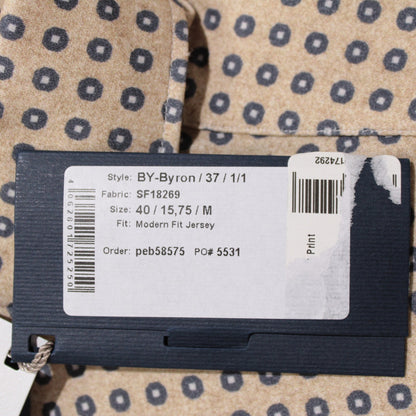 Style: BY-Byron / 37 / 1/1
Fabric: SF18269
Size: 40 / 15,75 / M
Fit: Modern Fit Jersey
Order: peb58575 PO# 5531
174292
Print